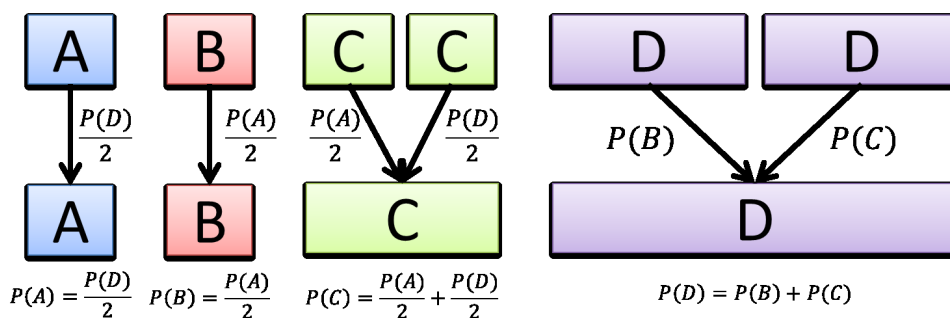 A B C C D D
P(D)/2 P(A)/2 P(A)/2 P(D)/2 P(B) P(C)
A B C D
P(A) = P(D)/2 P(B) = P(A)/2 P(C) = P(A)/2 + P(D)/2 P(D) = P(B) + P(C)